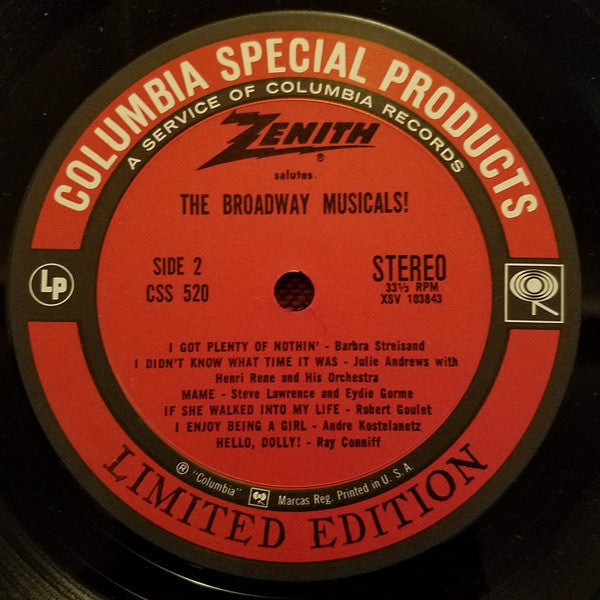 COLUMBIA SPECIAL PRODUCTS
A SERVICE OF COLUMBIA RECORDS
ZENITH ®
salutes.
THE BROADWAY MUSICALS!
SIDE 2
CSS 520
STEREO
33⅓ RPM
XSV 103843
LP
I GOT PLENTY OF NOTHIN' - Barbra Streisand
I DIDN'T KNOW WHAT TIME IT WAS - Julie Andrews with
Henri Rene and His Orchestra
MAME - Steve Lawrence and Eydie Gorme
IF SHE WALKED INTO MY LIFE - Robert Goulet
I ENJOY BEING A GIRL - Andre Kostelanetz
HELLO, DOLLY! - Ray Conniff
® "Columbia" Marcas Reg. Printed in U. S. A.
LIMITED EDITION